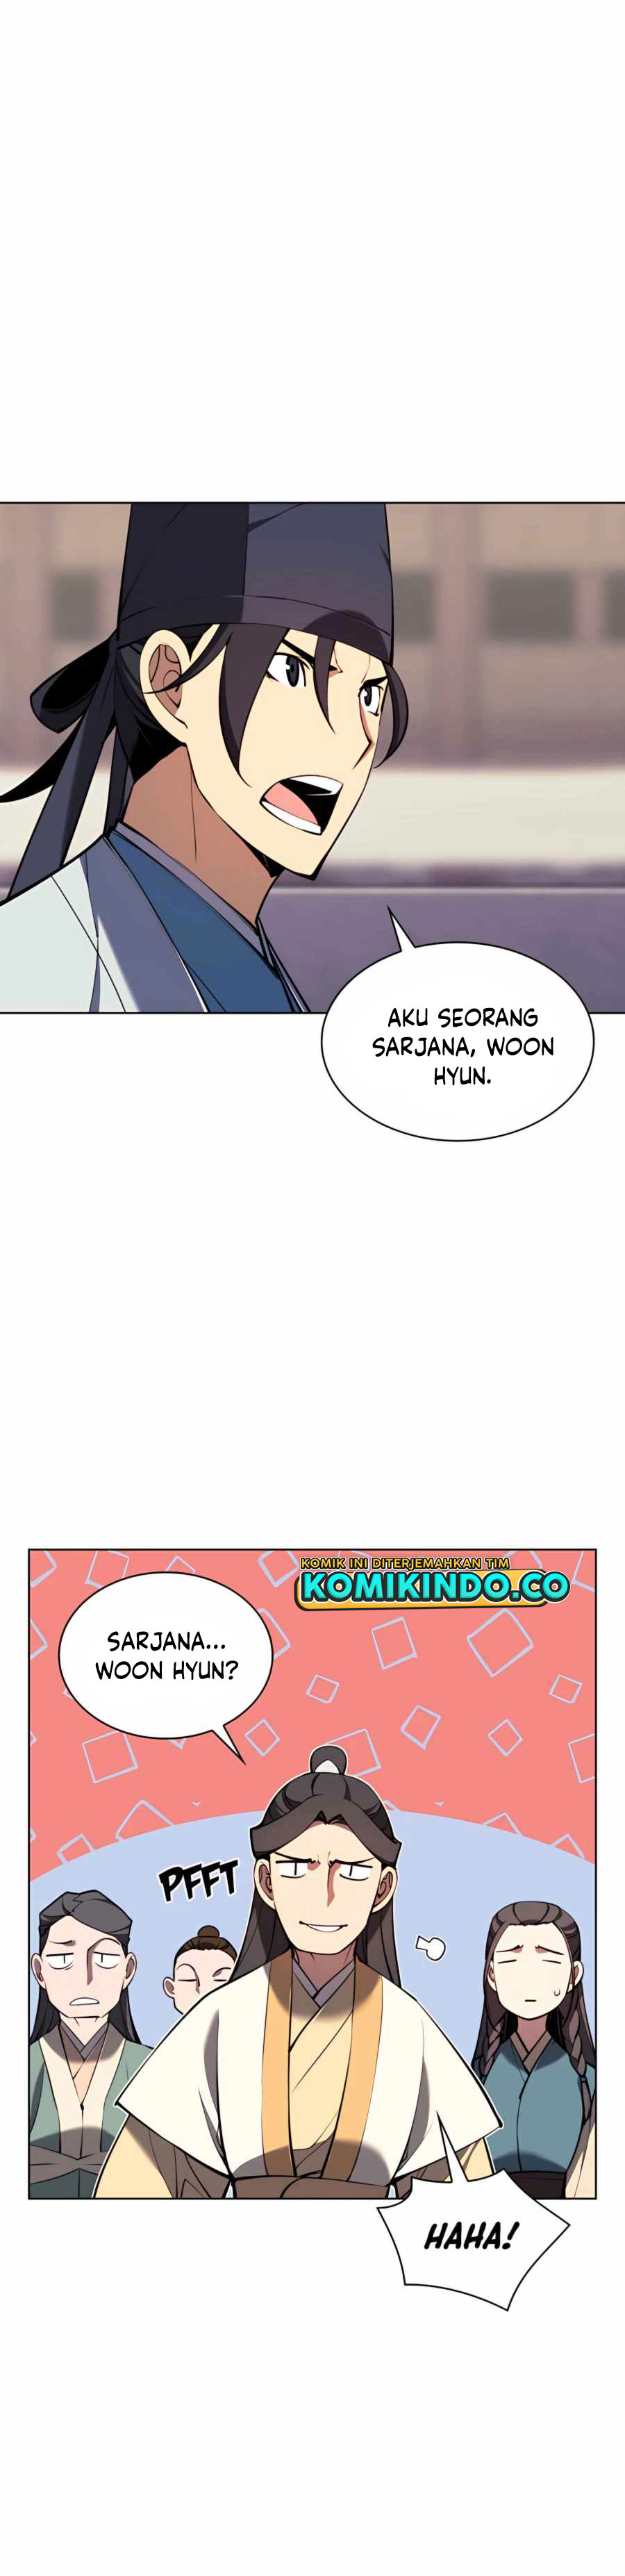 AKU SEORANG
SARJANA, WOON
HYUN.
KOMIK INI DITERJEMAHKAN TIM
KOMIKINDO.CO
SARJANA...
WOON HYUN?
PFFT
HAHA!